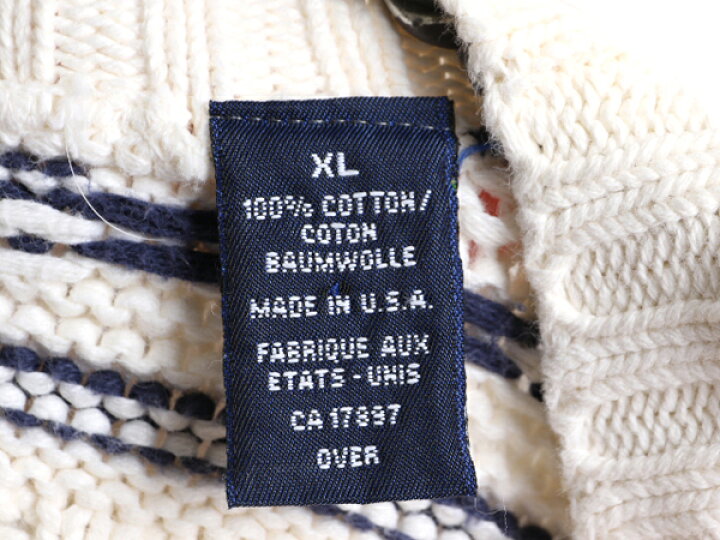 XL
100% COTTON/
COTON
BAUMWOLLE
MADE IN U.S.A.
FABRIQUE AUX
ETATS-UNIS
CA 17897
OVER